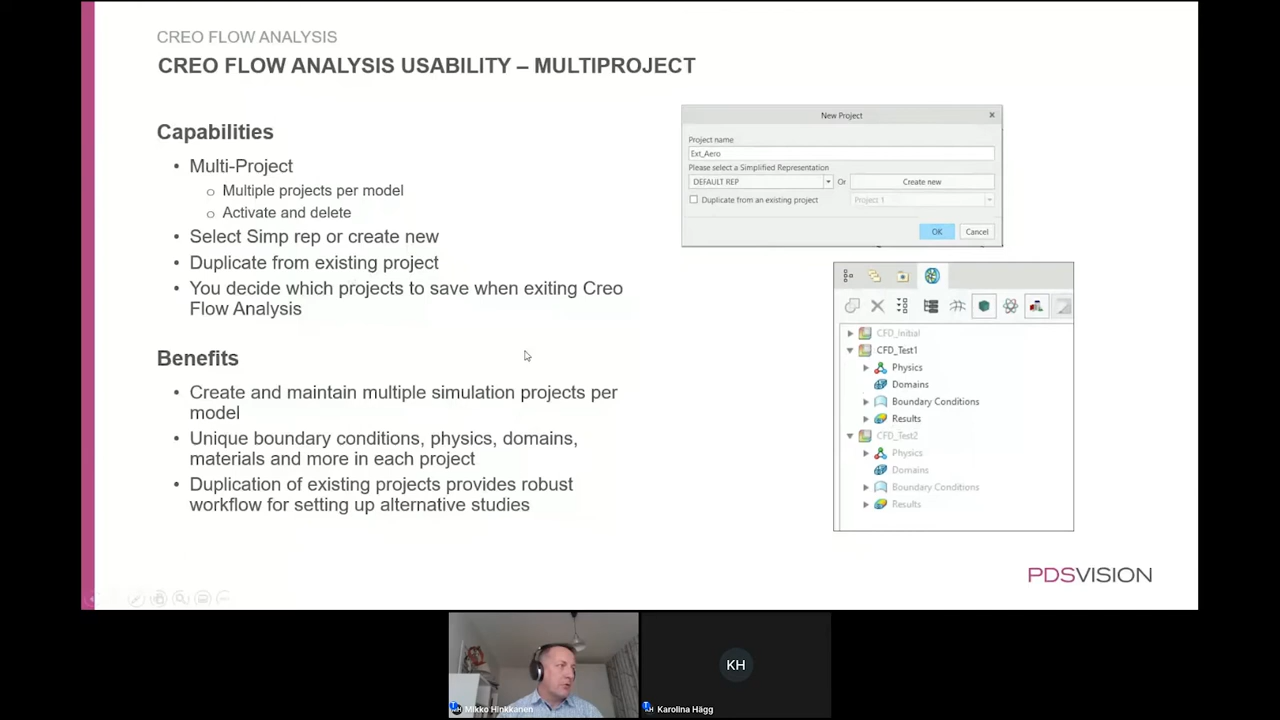 CREO FLOW ANALYSIS
CREO FLOW ANALYSIS USABILITY – MULTIPROJECT
Capabilities
• Multi-Project
o Multiple projects per model
o Activate and delete
• Select Simp rep or create new
• Duplicate from existing project
• You decide which projects to save when exiting Creo
Flow Analysis
Benefits
• Create and maintain multiple simulation projects per
model
• Unique boundary conditions, physics, domains,
materials and more in each project
• Duplication of existing projects provides robust
workflow for setting up alternative studies
New Project
Project name
Ext_Aero
Please select a Simplified Representation
DEFAULT REP Or Create new
Duplicate from an existing project Project 1
OK Cancel
CFD_Initial
CFD_Test1
Physics
Domains
Boundary Conditions
Results
CFD_Test2
Physics
Domains
Boundary Conditions
Results
PDSVISION
KH
Mikko Hinkkanen
Karolina Hägg